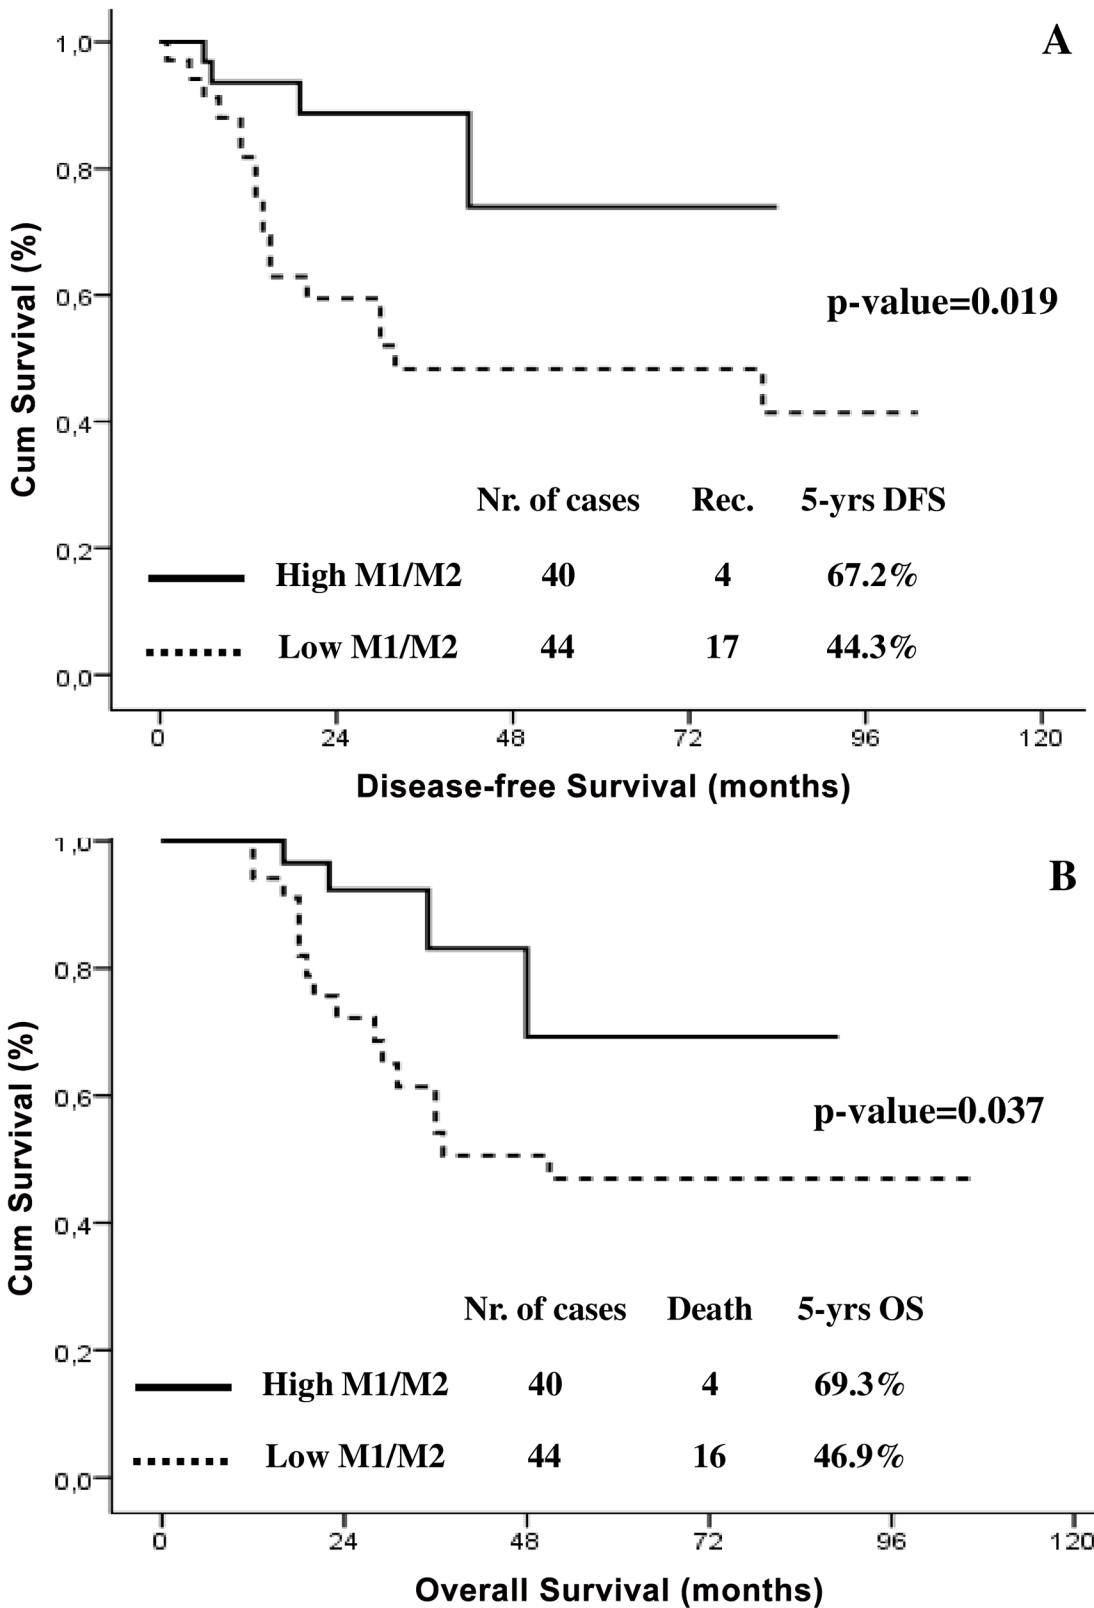 A
1,0
0,8
0,6
0,4
0,2
0,0
Cum Survival (%)
p-value=0.019
Nr. of cases Rec. 5-yrs DFS
High M1/M2 40 4 67.2%
Low M1/M2 44 17 44.3%
0 24 48 72 96 120
Disease-free Survival (months)
B
1,0
0,8
0,6
0,4
0,2
0,0
Cum Survival (%)
p-value=0.037
Nr. of cases Death 5-yrs OS
High M1/M2 40 4 69.3%
Low M1/M2 44 16 46.9%
0 24 48 72 96 120
Overall Survival (months)